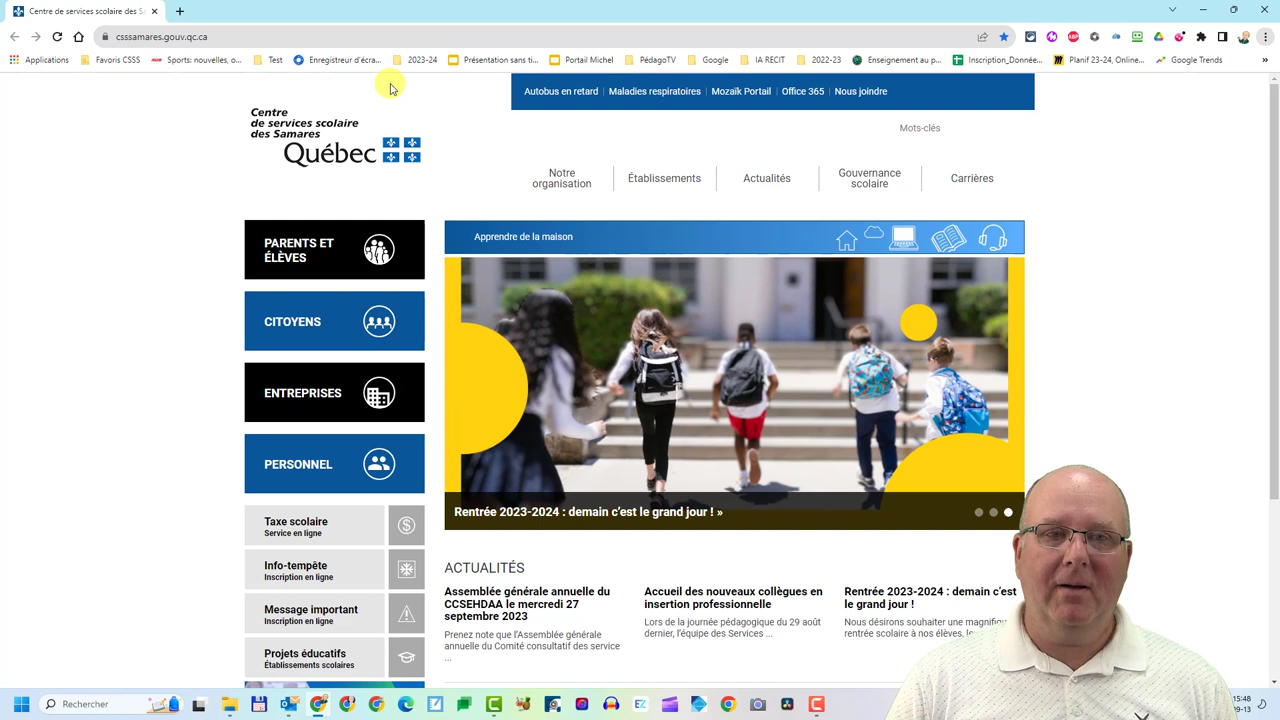 Centre de services scolaire des Sa
csssamares.gouv.qc.ca
Applications Favoris CSSS Sports: nouvelles, o... Test Enregistreur d'écra... 2023-24 Présentation sans ti... Portail Michel PédagoTV Google IA RECIT 2022-23 Enseignement au p... Inscription_Donnée... Planif 23-24, Online... Google Trends »
Autobus en retard Maladies respiratoires Mozaïk Portail Office 365 Nous joindre
Centre
de services scolaire
des Samares
Québec
Mots-clés
Notre
organisation
Établissements
Actualités
Gouvernance
scolaire
Carrières
PARENTS ET
ÉLÈVES
CITOYENS
ENTREPRISES
PERSONNEL
Taxe scolaire
Service en ligne
Info-tempête
Inscription en ligne
Message important
Inscription en ligne
Projets éducatifs
Établissements scolaires
Apprendre de la maison
Rentrée 2023-2024 : demain c'est le grand jour ! »
ACTUALITÉS
Assemblée générale annuelle du
CCSEHDAA le mercredi 27
septembre 2023
Prenez note que l'Assemblée générale
annuelle du Comité consultatif des service
...
Accueil des nouveaux collègues en
insertion professionnelle
Lors de la journée pédagogique du 29 août
dernier, l'équipe des Services ...
Rentrée 2023-2024 : demain c'est
le grand jour !
Nous désirons souhaiter une magnifiqu
rentrée scolaire à nos élèves, le
Rechercher
15:48
09-13